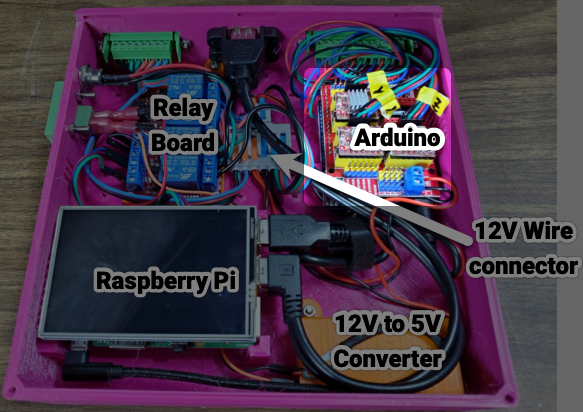 Relay
Board
Arduino
Y
Z
12V Wire
connector
Raspberry Pi
12V to 5V
Converter